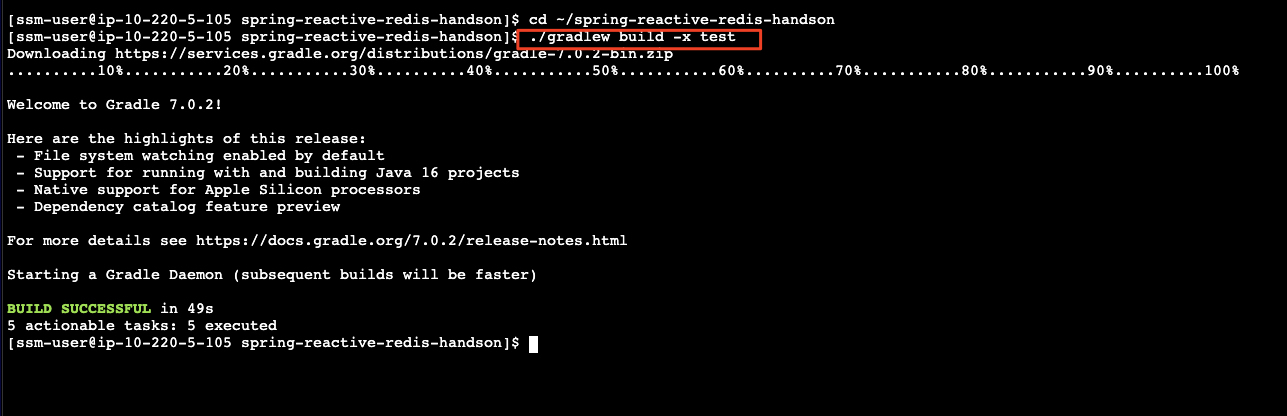 [ssm-user@ip-10-220-5-105 spring-reactive-redis-handson]$ cd ~/spring-reactive-redis-handson
[ssm-user@ip-10-220-5-105 spring-reactive-redis-handson]$ ./gradlew build -x test
Downloading https://services.gradle.org/distributions/gradle-7.0.2-bin.zip
..........10%..........20%..........30%..........40%..........50%..........60%..........70%..........80%..........90%..........100%
Welcome to Gradle 7.0.2!
Here are the highlights of this release:
- File system watching enabled by default
- Support for running with and building Java 16 projects
- Native support for Apple Silicon processors
- Dependency catalog feature preview
For more details see https://docs.gradle.org/7.0.2/release-notes.html
Starting a Gradle Daemon (subsequent builds will be faster)
BUILD SUCCESSFUL in 49s
5 actionable tasks: 5 executed
[ssm-user@ip-10-220-5-105 spring-reactive-redis-handson]$